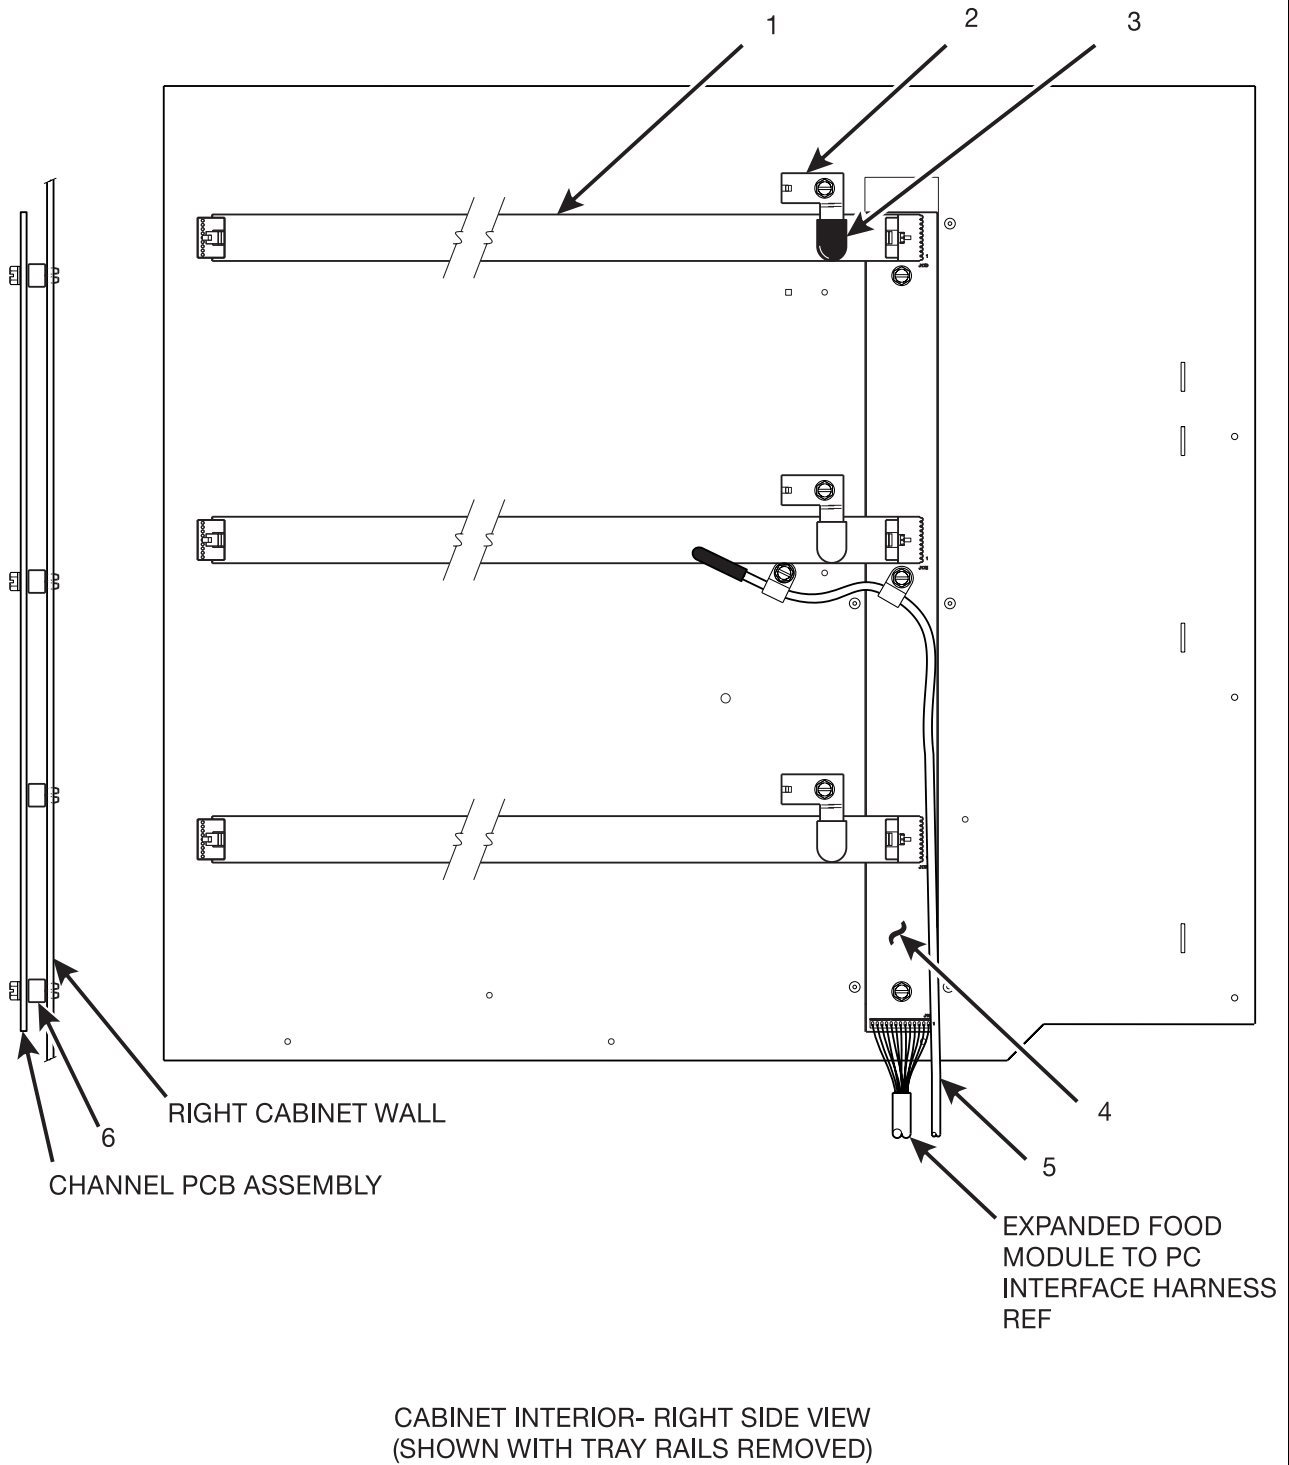 1
2
3
RIGHT CABINET WALL
6
CHANNEL PCB ASSEMBLY
4
5
EXPANDED FOOD
MODULE TO PC
INTERFACE HARNESS
REF
CABINET INTERIOR- RIGHT SIDE VIEW
(SHOWN WITH TRAY RAILS REMOVED)